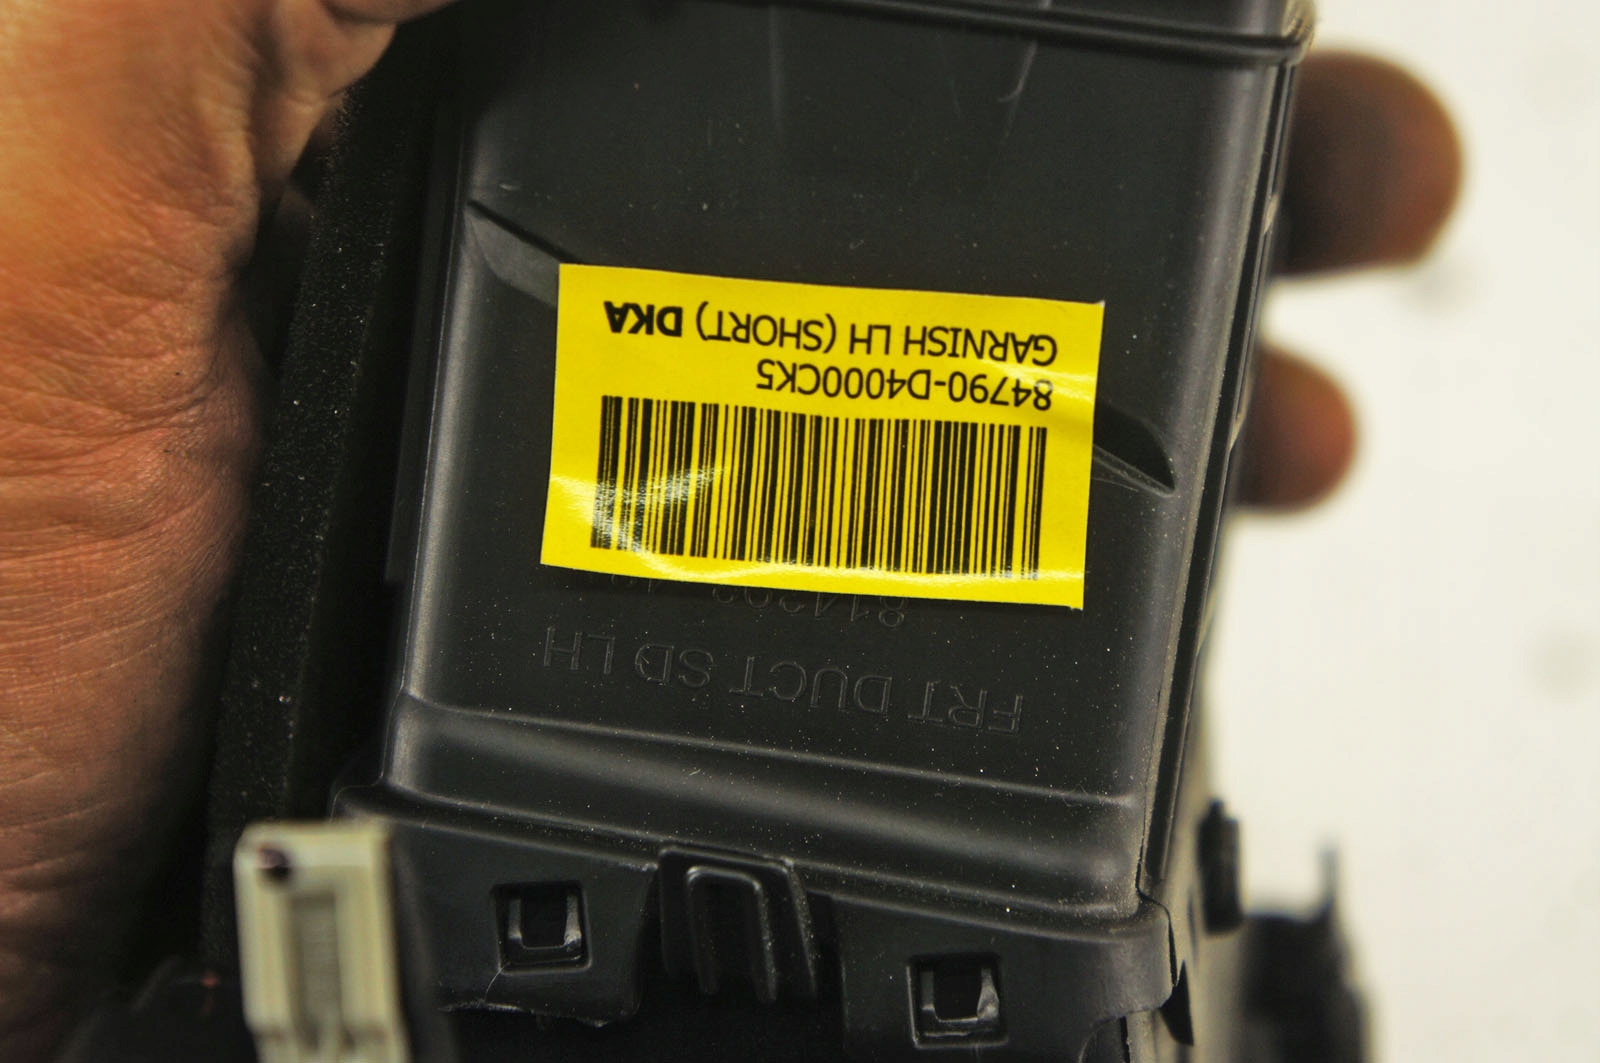 FRT DUCT SD LH
84790-D4000CK5
GARNISH LH (SHORT) DKA